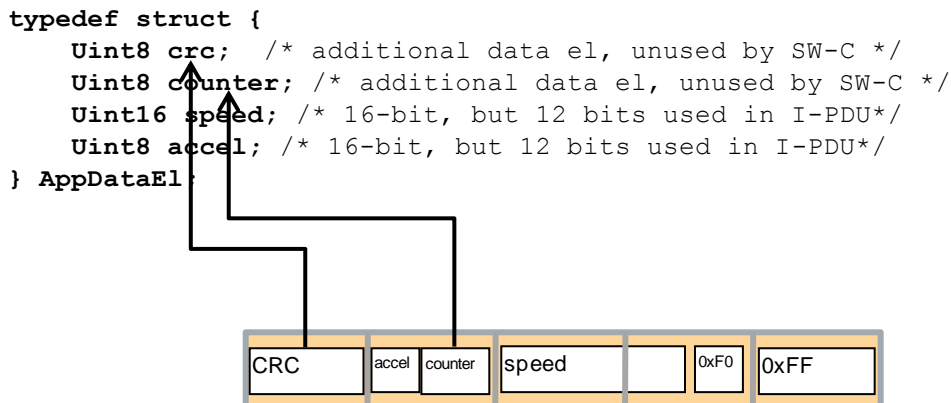 typedef struct {
Uint8 crc; /* additional data el, unused by SW-C */
Uint8 counter; /* additional data el, unused by SW-C */
Uint16 speed; /* 16-bit, but 12 bits used in I-PDU*/
Uint8 accel; /* 16-bit, but 12 bits used in I-PDU*/
} AppDataEl;
CRC accel counter speed 0xF0 0xFF